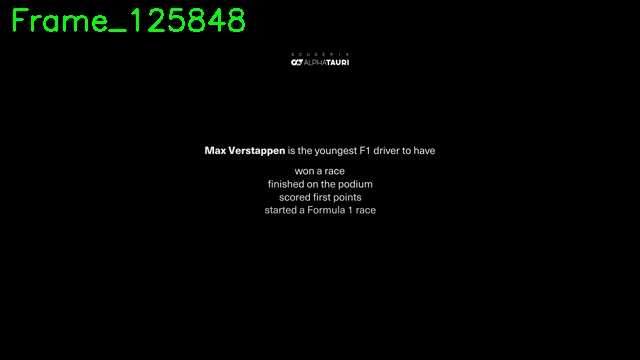 Frame_125848
SCUDERIA
ALPHATAURI
Max Verstappen is the youngest F1 driver to have
won a race
finished on the podium
scored first points
started a Formula 1 race